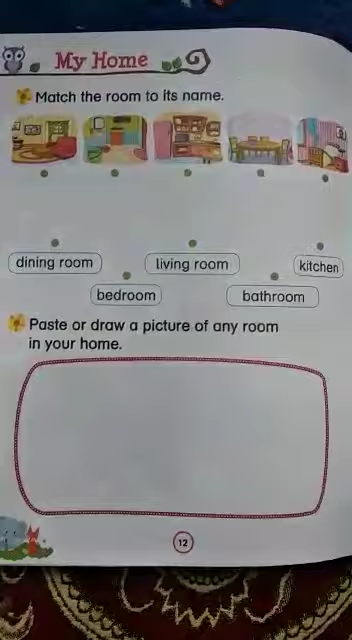 My Home
Match the room to its name.
dining room
living room
kitchen
bedroom
bathroom
Paste or draw a picture of any room
in your home.
12